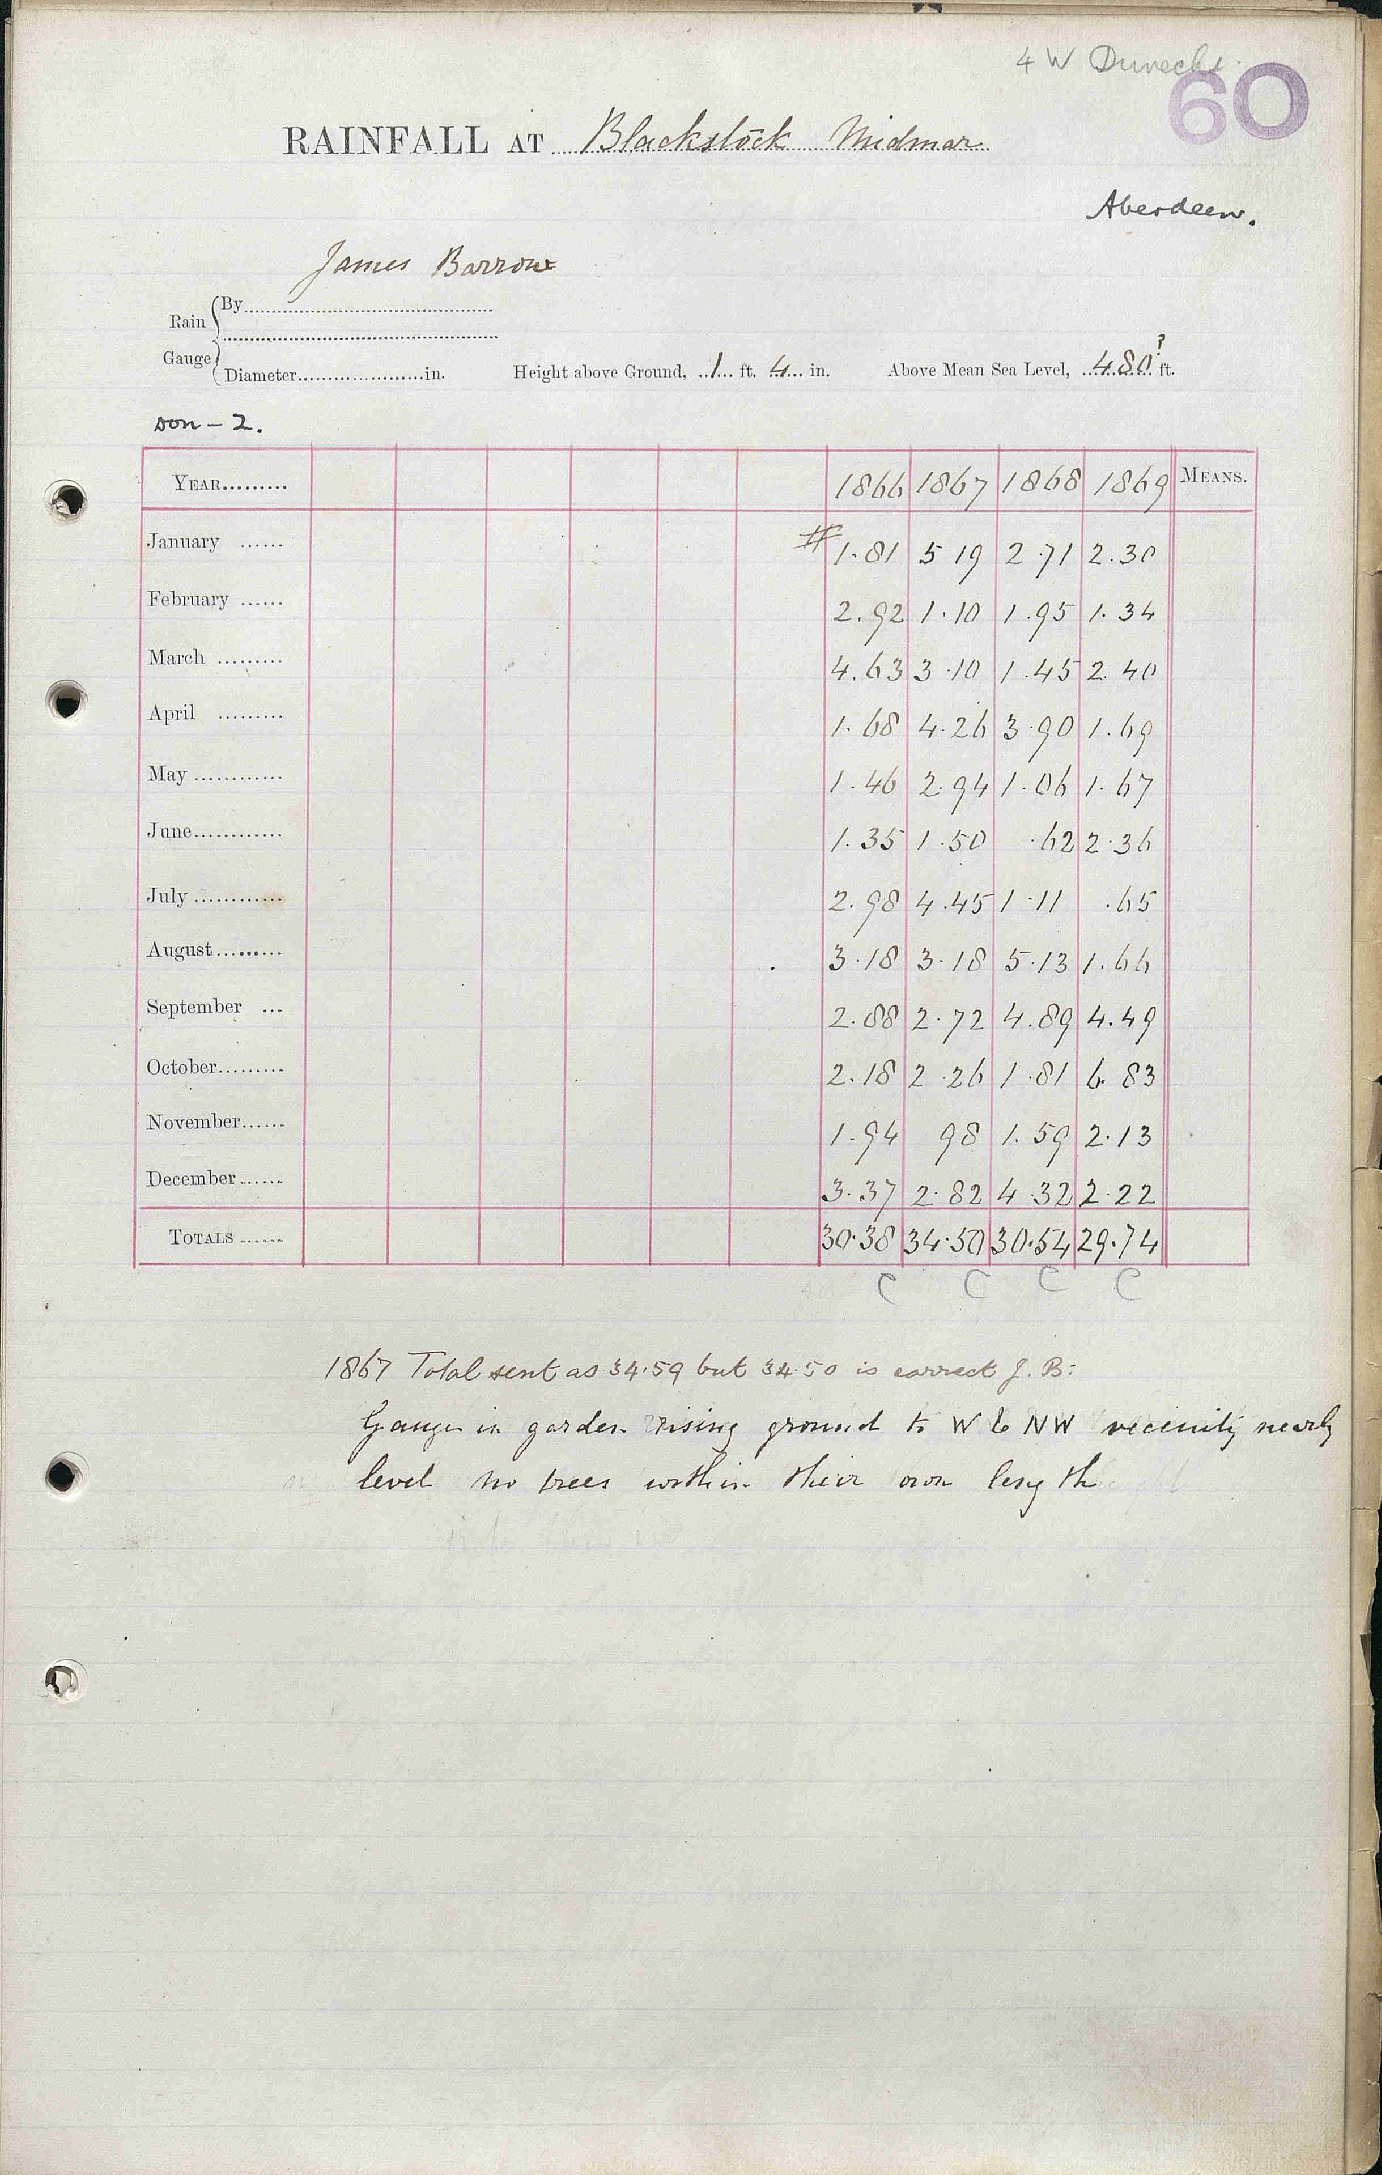 4 W Dunecht.
60
RAINFALL AT Blackstock Midmar
Aberdeen.
James Barron
Rain Gauge { By
Diameter in. Height above Ground, 1 ft. 4 in. Above Mean Sea Level, 480? ft.
Don - 2.
YEAR 1866 1867 1868 1869 MEANS.
January # 1.81 5 19 2.71 2.30
February 2.92 1.10 1.95 1.34
March 4.63 3.10 1.45 2.40
April 1.68 4.26 3.90 1.69
May 1.46 2.94 1.06 1.67
June 1.35 1.50 .62 2.36
July 2.98 4.45 1.11 .65
August 3.18 3.18 5.13 1.66
September 2.88 2.72 4.89 4.49
October 2.18 2.26 1.81 6.83
November 1.94 98 1.59 2.13
December 3.37 2.82 4.32 2.22
TOTALS 30.38 34.50 30.54 29.74
C C C C
1867 Total sent as 34.59 but 34.50 is correct J. B:
Gauge in garden rising ground to W & NW vecinity nearly
level no trees within their own length